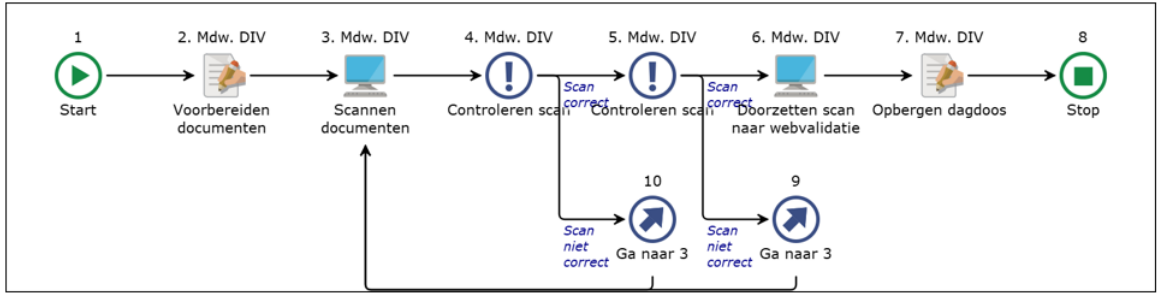 1
2. Mdw. DIV
3. Mdw. DIV
4. Mdw. DIV
5. Mdw. DIV
6. Mdw. DIV
7. Mdw. DIV
8
Start
Voorbereiden
documenten
Scannen
documenten
Controleren scan
Scan
correct
Controleren scan
Scan
correct
Doorzetten scan
naar webvalidatie
Opbergen dagdoos
Stop
10
9
Scan
niet
correct
Ga naar 3
Scan
niet
correct
Ga naar 3